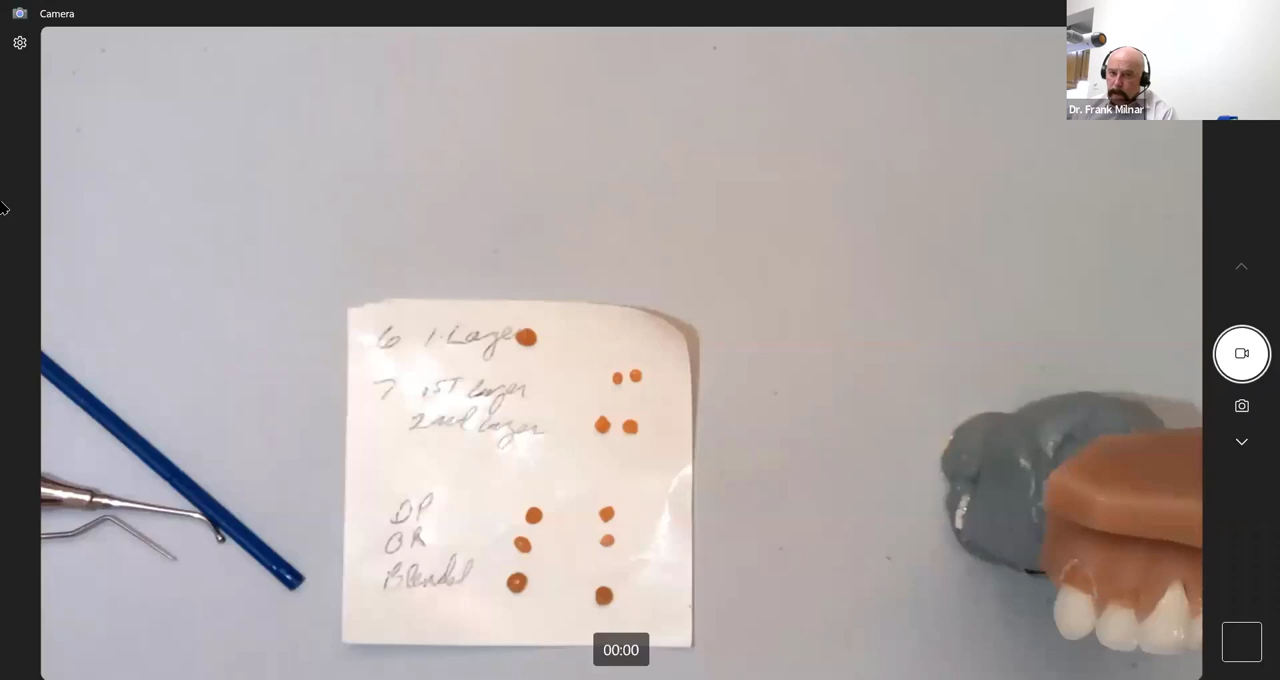 Camera
Dr. Frank Milnar
6 1-Layer
7 1ST layer
2nd layer
DP
OR
Blended
00:00